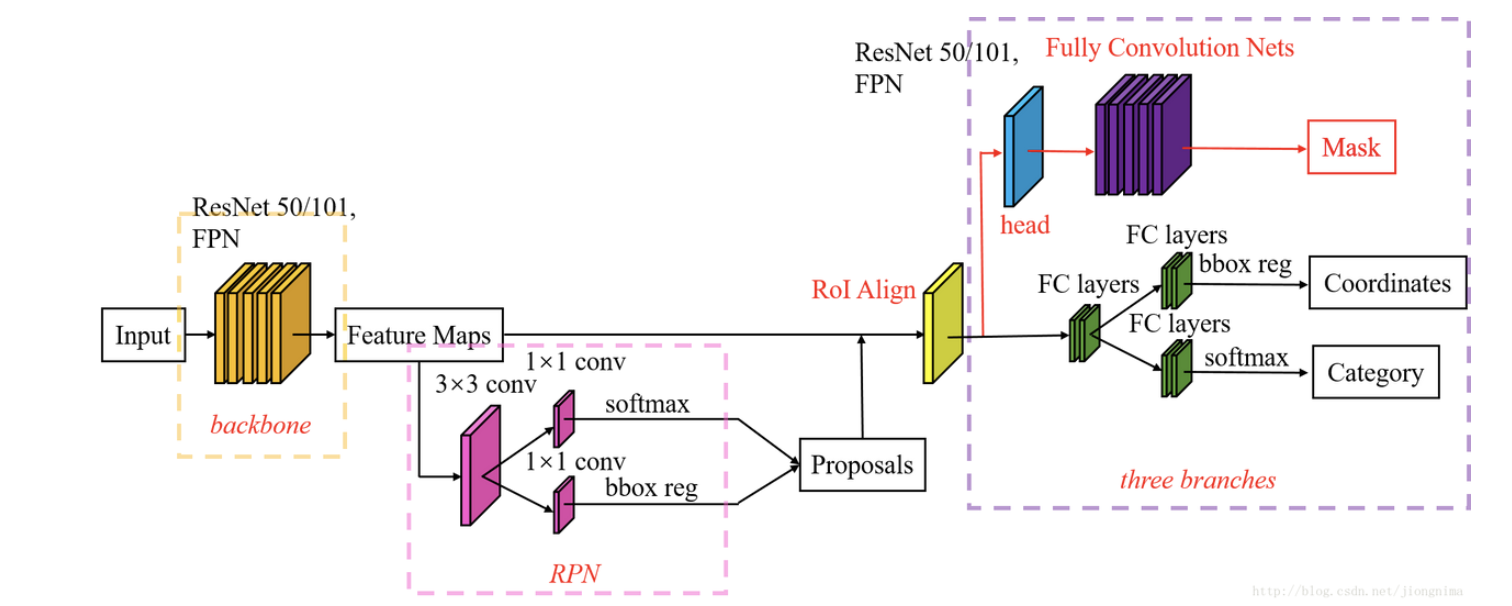 ResNet 50/101,
FPN
Fully Convolution Nets
Mask
head
ResNet 50/101,
FPN
FC layers
bbox reg
RoI Align
FC layers
Coordinates
Input
Feature Maps
FC layers
softmax
Category
1×1 conv
3×3 conv
softmax
backbone
1×1 conv
Proposals
bbox reg
three branches
RPN
http://blog.csdn.net/jiongnima